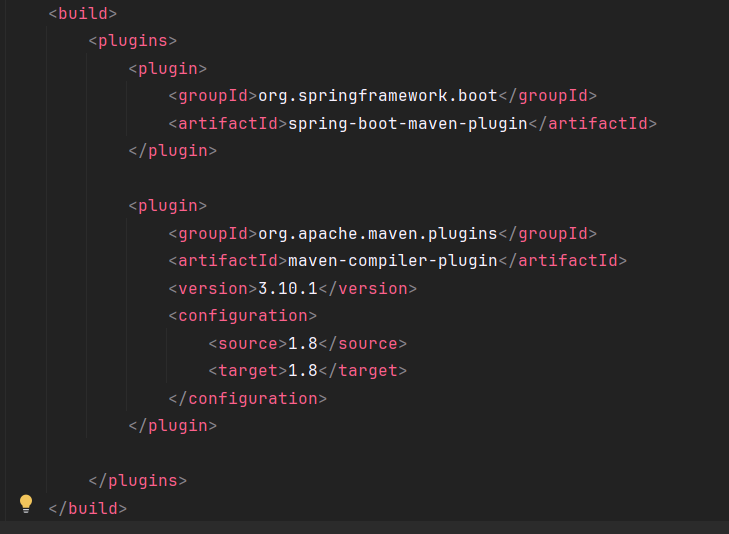 <build>
<plugins>
<plugin>
<groupId>org.springframework.boot</groupId>
<artifactId>spring-boot-maven-plugin</artifactId>
</plugin>
<plugin>
<groupId>org.apache.maven.plugins</groupId>
<artifactId>maven-compiler-plugin</artifactId>
<version>3.10.1</version>
<configuration>
<source>1.8</source>
<target>1.8</target>
</configuration>
</plugin>
</plugins>
</build>